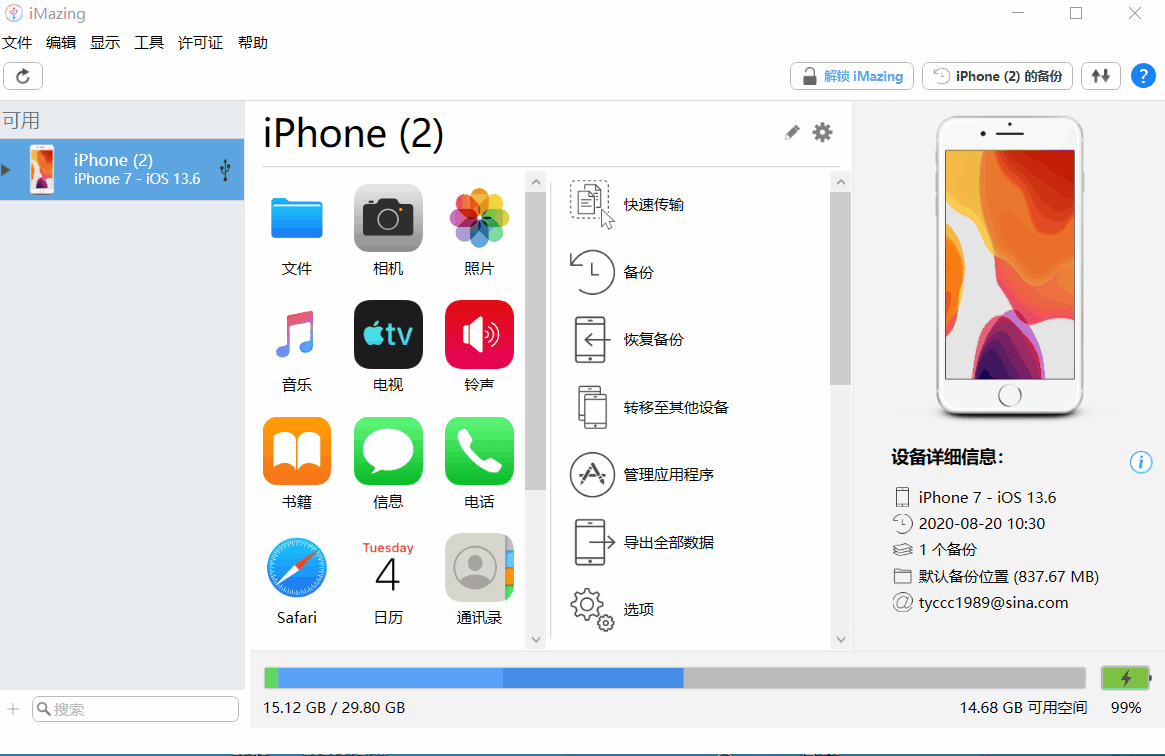 iMazing
文件 编辑 显示 工具 许可证 帮助
解锁 iMazing
iPhone (2) 的备份
?
可用
iPhone (2)
iPhone 7 - iOS 13.6
iPhone (2)
文件 相机 照片
音乐 电视 铃声
tv
书籍 信息 电话
Tuesday
4
Safari 日历 通讯录
快速传输
备份
恢复备份
转移至其他设备
管理应用程序
导出全部数据
选项
设备详细信息:
iPhone 7 - iOS 13.6
2020-08-20 10:30
1 个备份
默认备份位置 (837.67 MB)
tyccc1989@sina.com
搜索
15.12 GB / 29.80 GB
14.68 GB 可用空间
99%